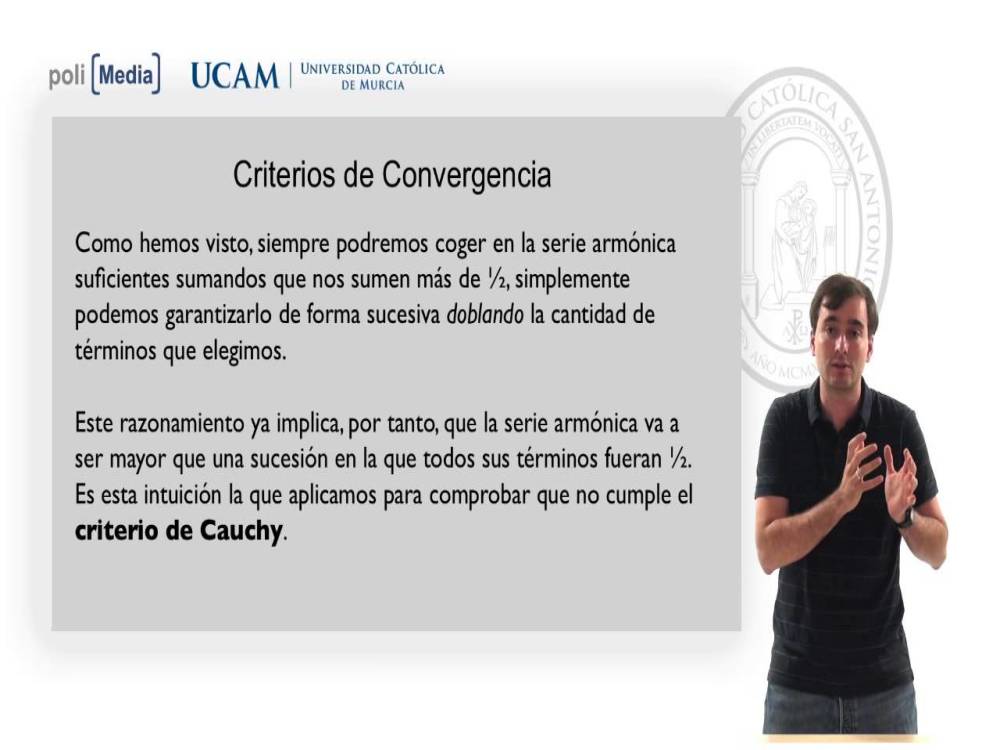 poli [Media]
UCAM | UNIVERSIDAD CATÓLICA
DE MURCIA
CATÓLICA SAN ANTONIO
IN LIBERTATEM VOCATI
AÑO MCMX
Criterios de Convergencia
Como hemos visto, siempre podremos coger en la serie armónica
suficientes sumandos que nos sumen más de ½, simplemente
podemos garantizarlo de forma sucesiva doblando la cantidad de
términos que elegimos.
Este razonamiento ya implica, por tanto, que la serie armónica va a
ser mayor que una sucesión en la que todos sus términos fueran ½.
Es esta intuición la que aplicamos para comprobar que no cumple el
criterio de Cauchy.